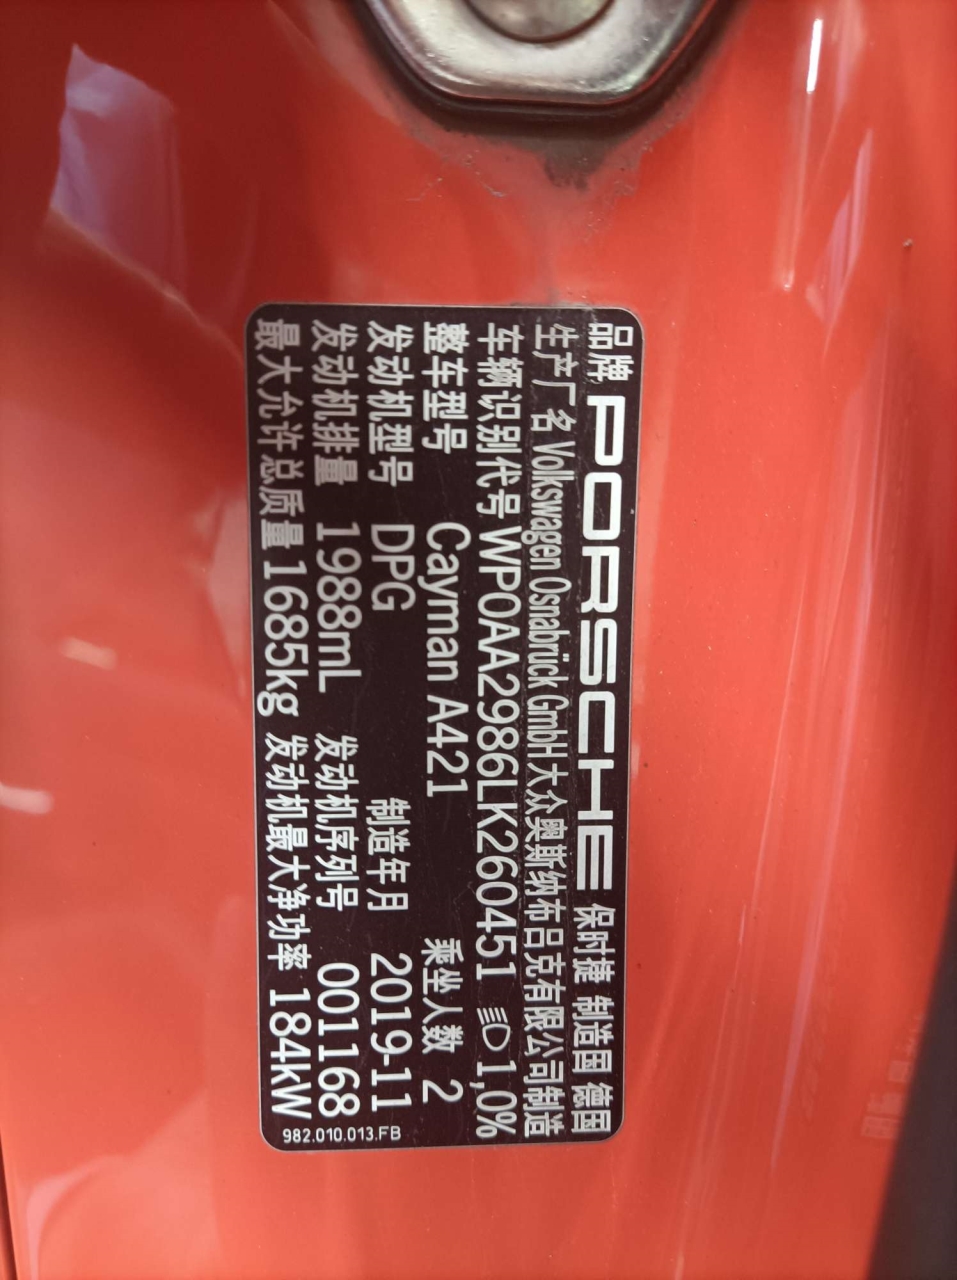 品牌 PORSCHE 保时捷 制造国 德国
生产厂名 Volkswagen Osnabrück GmbH大众奥斯纳布吕克有限公司制造
车辆识别代号 WP0AA2986LK260451 1,0%
整车型号 Cayman A421 乘坐人数 2
发动机型号 DPG 制造年月 2019-11
发动机排量 1988mL 发动机序列号 001168
最大允许总质量 1685kg 发动机最大净功率 184kW
982.010.013.FB